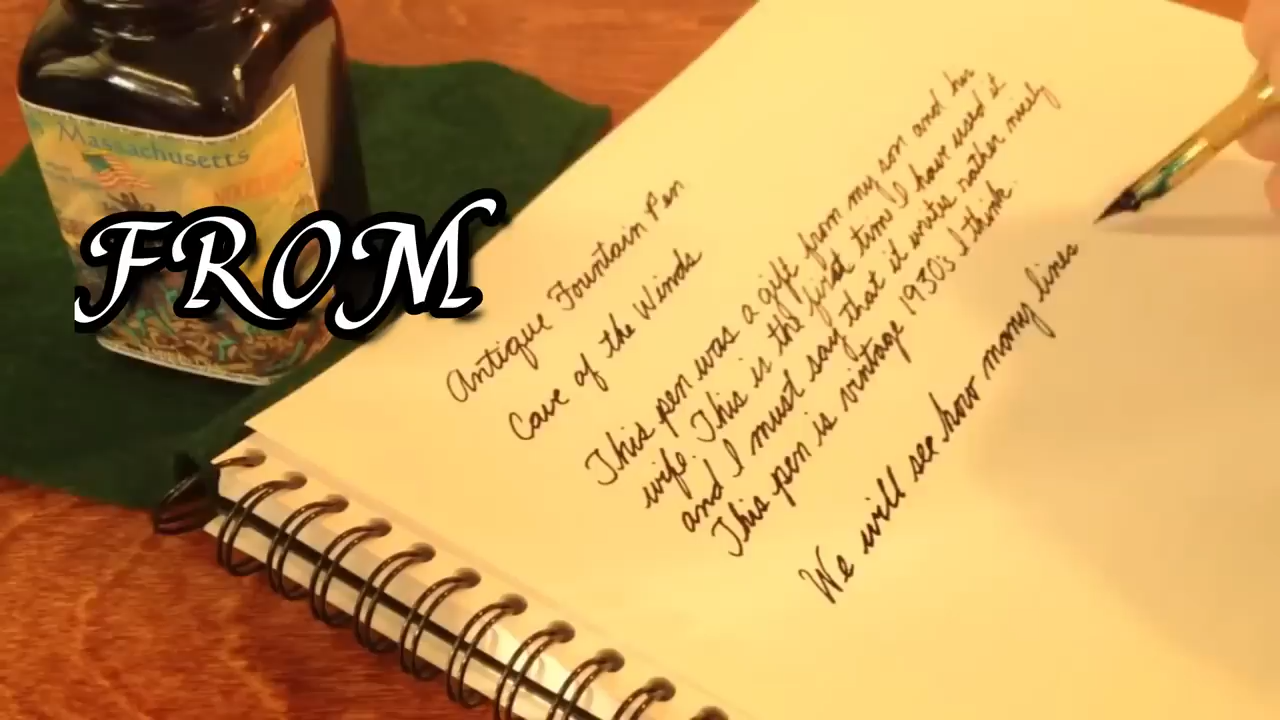 Massachusetts
FROM
Antique Fountain Pen
Cave of the Winds
This pen was a gift from my son and his
wife. This is the first time I have used it
and I must say that it writes rather nicely
This pen is vintage 1930's I think.
We will see how many lines